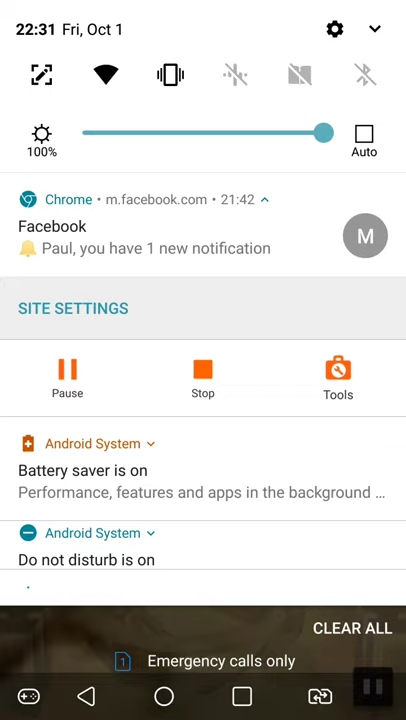 22:31 Fri, Oct 1
100%
Auto
Chrome • m.facebook.com • 21:42
Facebook
🔔 Paul, you have 1 new notification
M
SITE SETTINGS
Pause
Stop
Tools
Android System
Battery saver is on
Performance, features and apps in the background ...
Android System
Do not disturb is on
CLEAR ALL
1
Emergency calls only